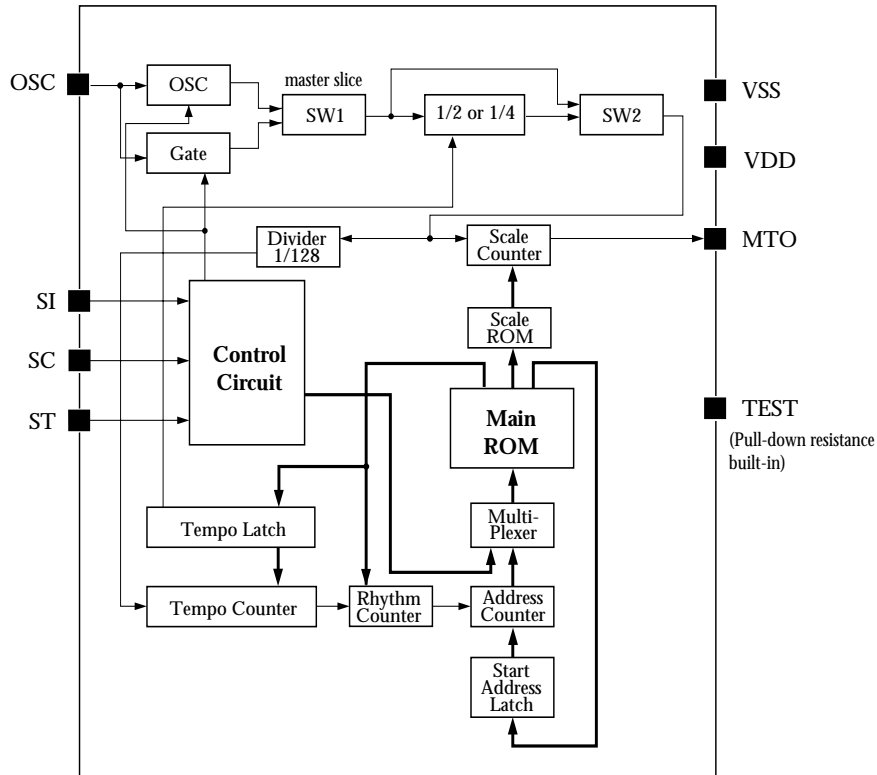 OSC
OSC
master slice
SW1
1/2 or 1/4
SW2
VSS
Gate
VDD
Divider
1/128
Scale
Counter
MTO
SI
Scale
ROM
SC
Control
Circuit
ST
Main
ROM
TEST
(Pull-down resistance
built-in)
Tempo Latch
Multi-
Plexer
Tempo Counter
Rhythm
Counter
Address
Counter
Start
Address
Latch